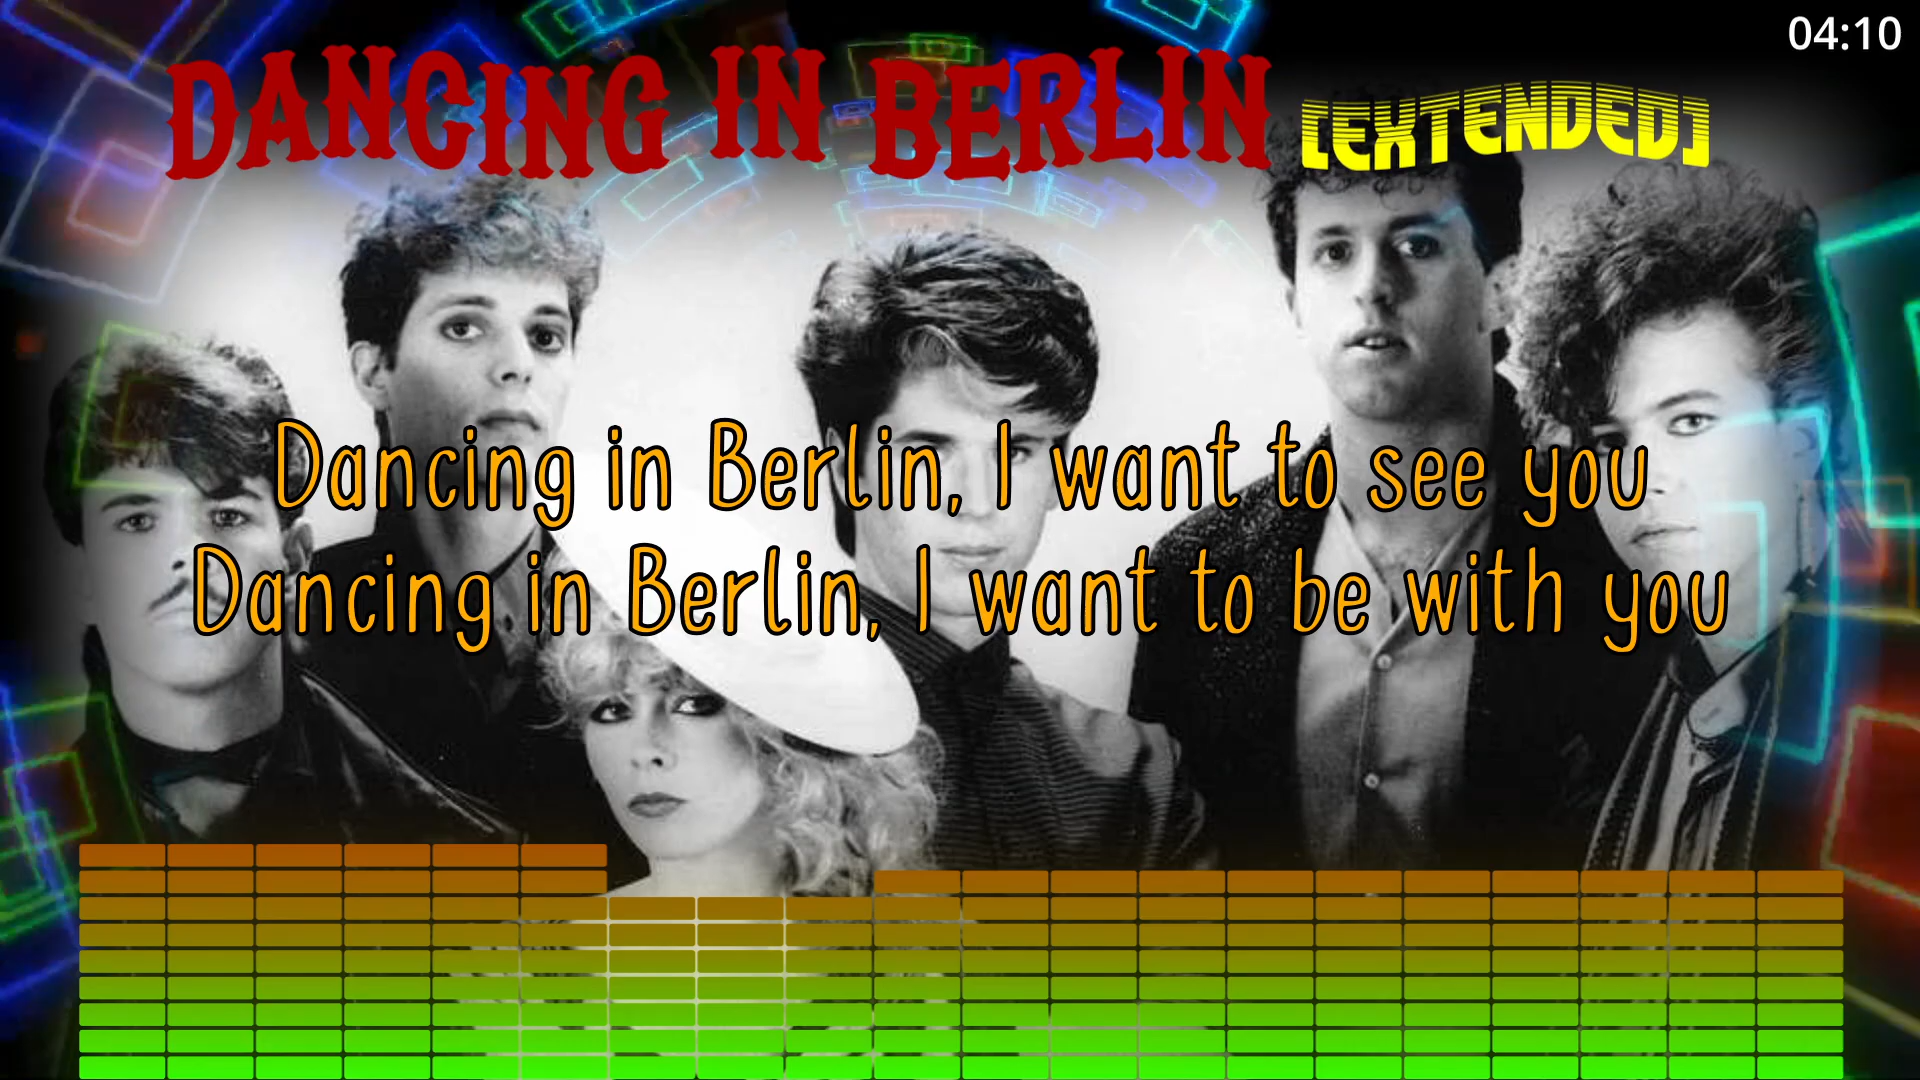 04:10
DANCING IN BERLIN [EXTENDED]
Dancing in Berlin, I want to see you
Dancing in Berlin, I want to be with you